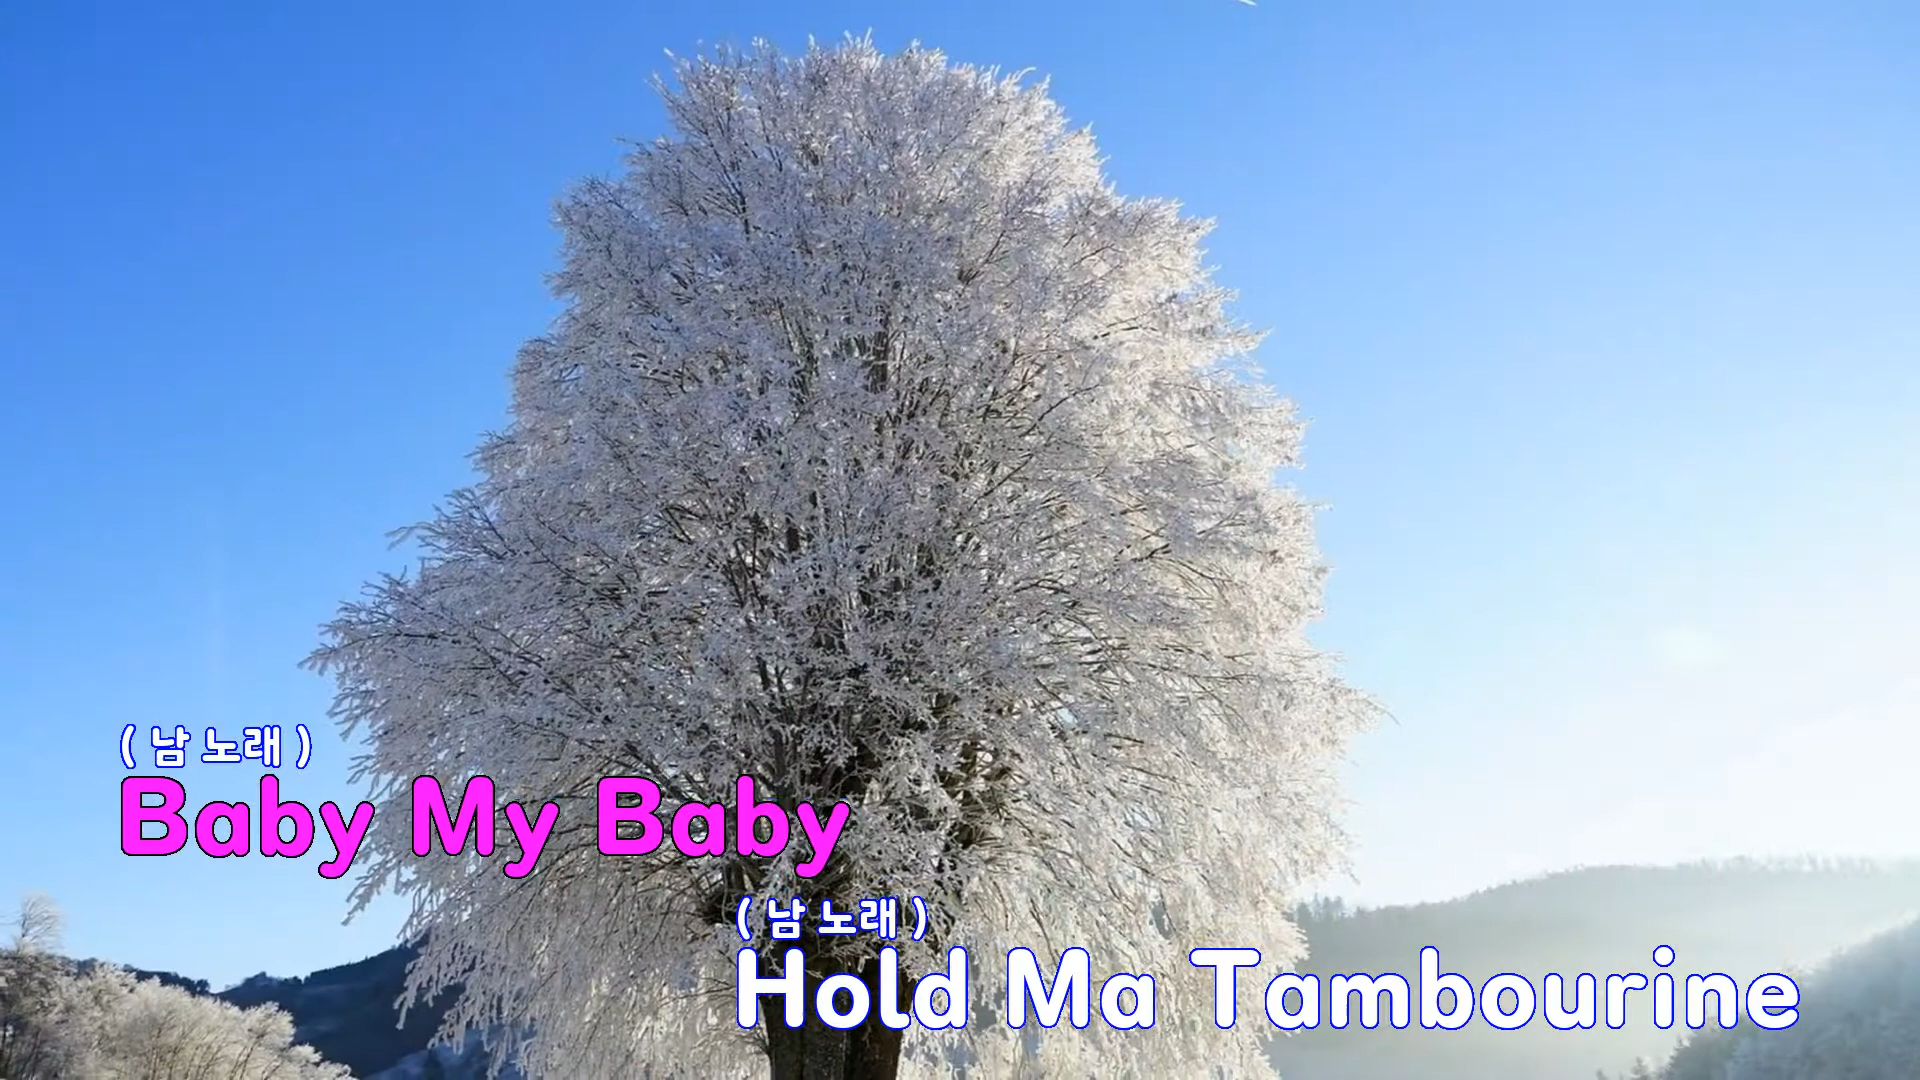 ( 남 노래 )
Baby My Baby
( 남 노래 )
Hold Ma Tambourine